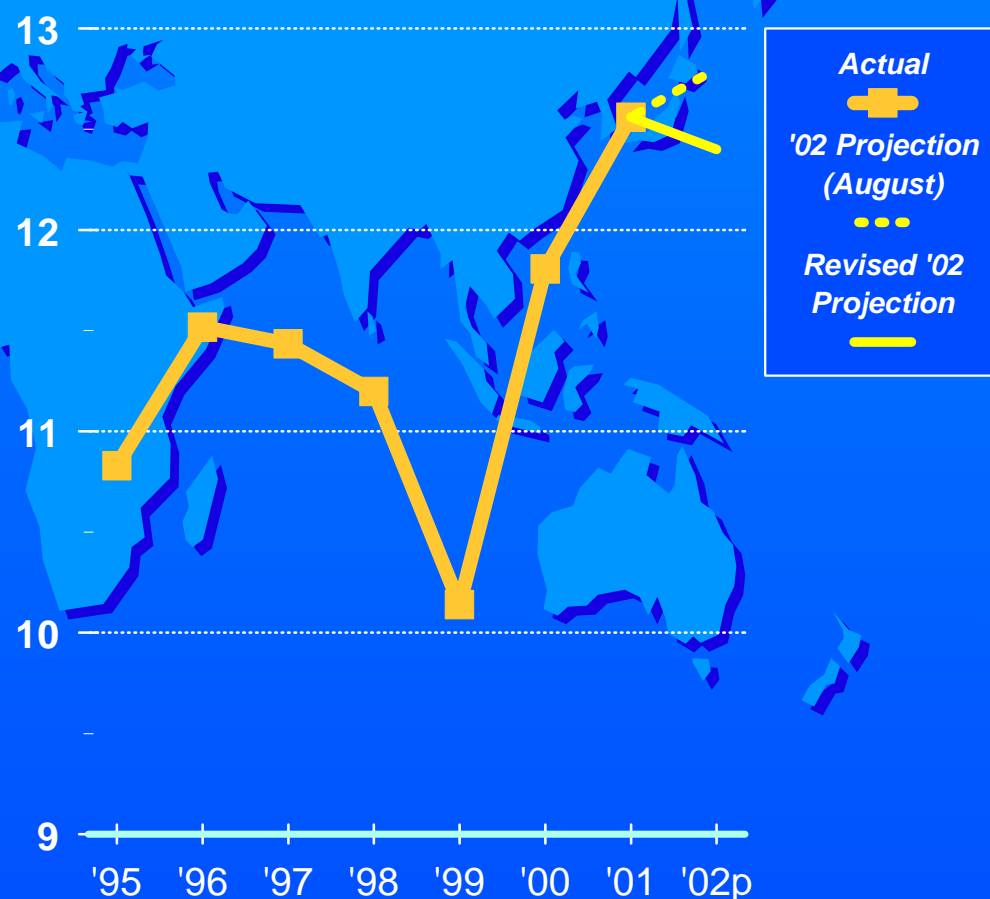 13
12
11
10
9
'95 '96 '97 '98 '99 '00 '01 '02p
Actual
'02 Projection
(August)
Revised '02
Projection